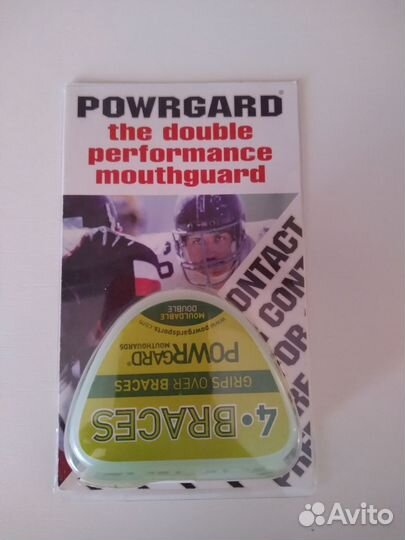 POWRGARD®
the double
performance
mouthguard
4•BRACES
GRIPS OVER BRACES
MOUTHGUARDS
POWRGARD®
www.powrgardsports.com
MOULDABLE
DOUBLE
CONTACT
FOR CONT
Avito